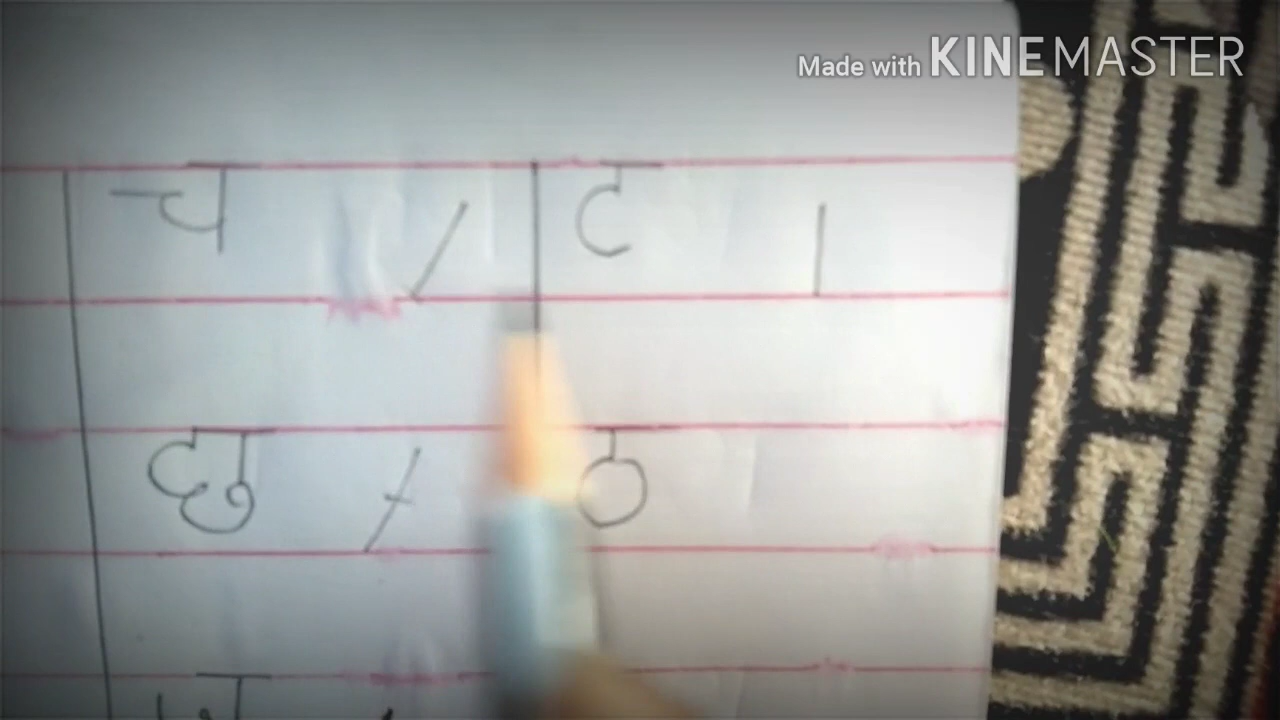 Made with KINEMASTER
च / ट |
छ ठ